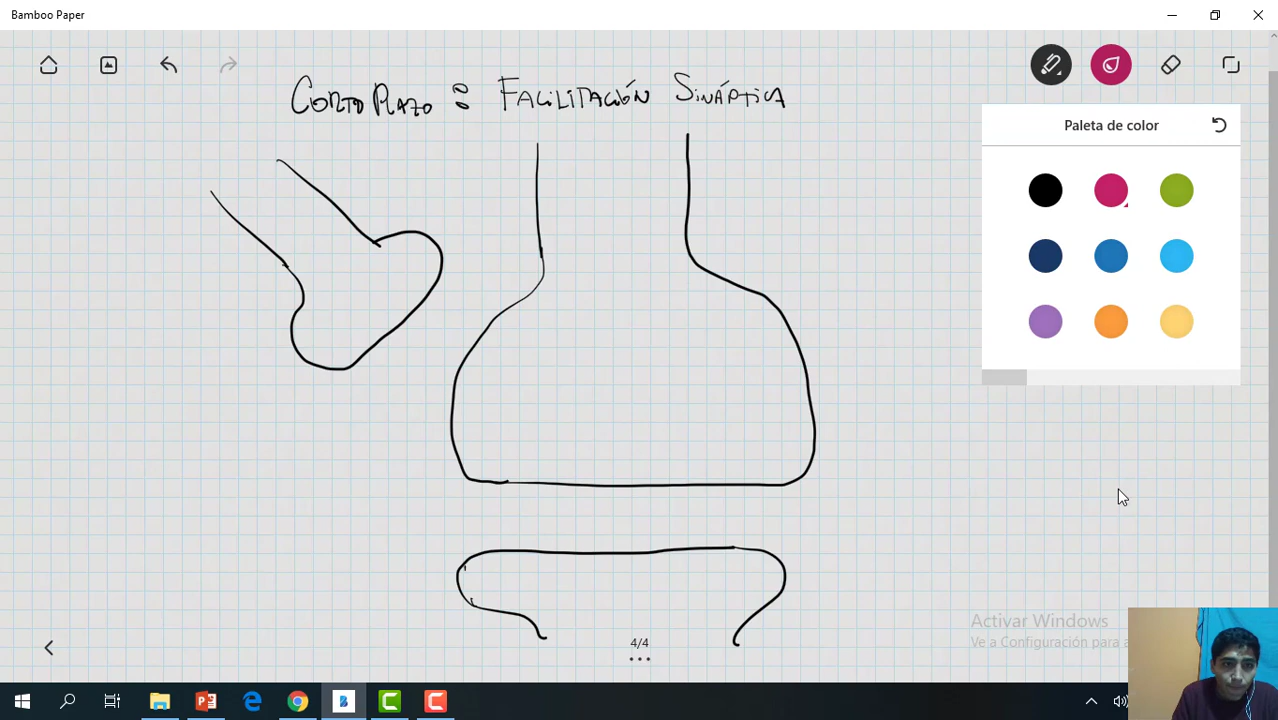 Bamboo Paper
CORTO PLAZO : FACILITACIÓN SINÁPTICA
Paleta de color
4/4
Activar Windows
Ve a Configuración para a